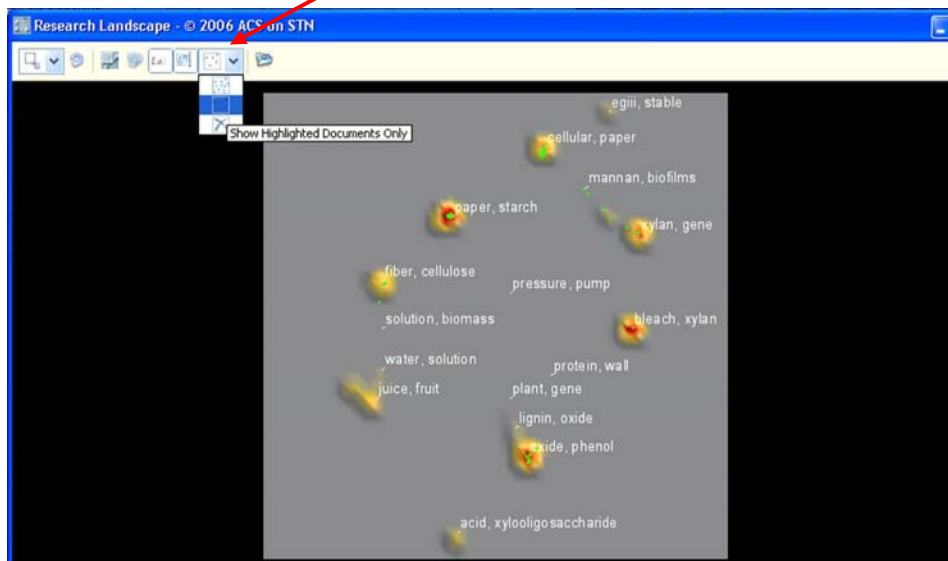 Research Landscape - © 2006 ACS on STN
La
Show Highlighted Documents Only
egiii, stable
cellular, paper
mannan, biofilms
paper, starch
xylan, gene
fiber, cellulose
pressure, pump
solution, biomass
bleach, xylan
water, solution
protein, wall
juice, fruit
plant, gene
lignin, oxide
oxide, phenol
acid, xylooligosaccharide